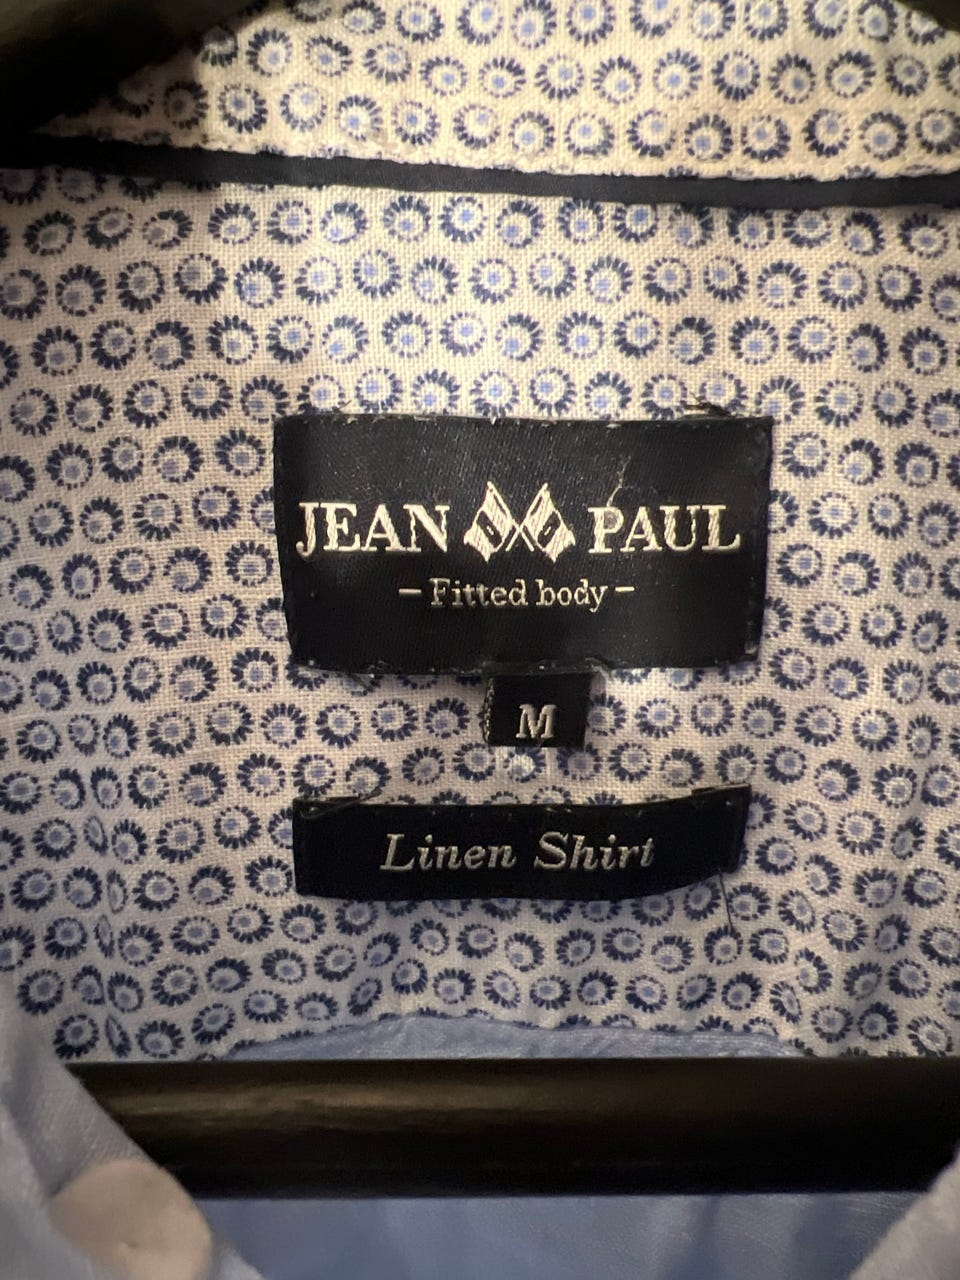 JEAN PAUL
– Fitted body –
M
Linen Shirt